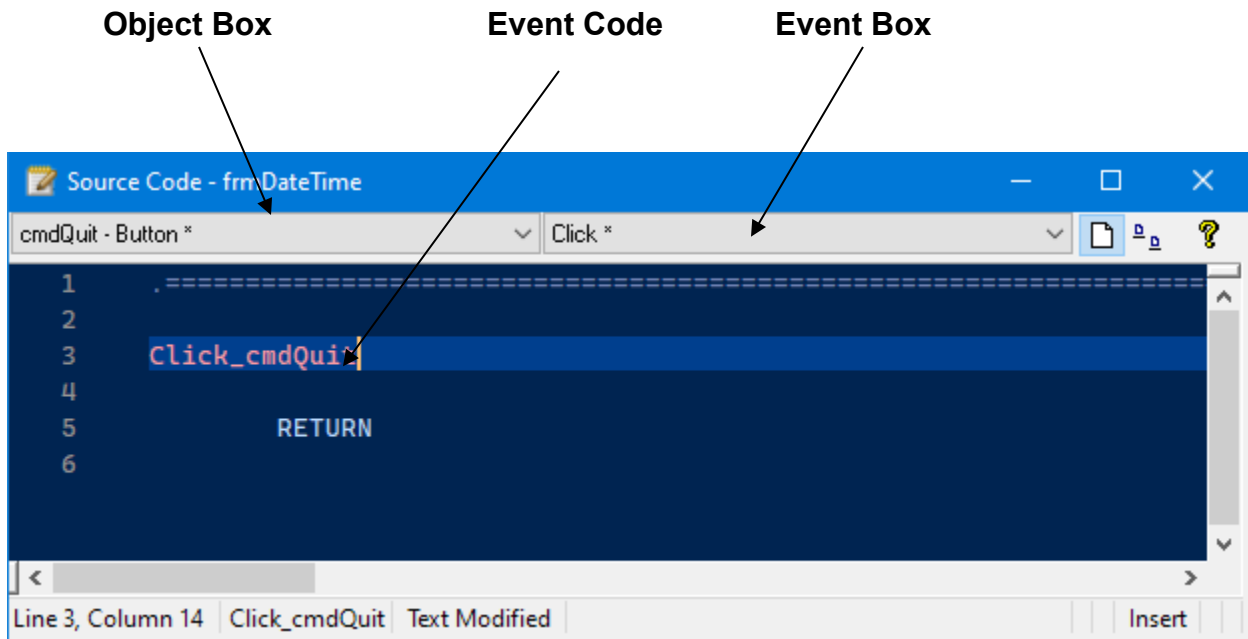 Object Box Event Code Event Box
Source Code - frmDateTime
cmdQuit - Button * Click *
1 .==================================================================
2
3 Click_cmdQuit
4
5 RETURN
6
Line 3, Column 14 Click_cmdQuit Text Modified Insert